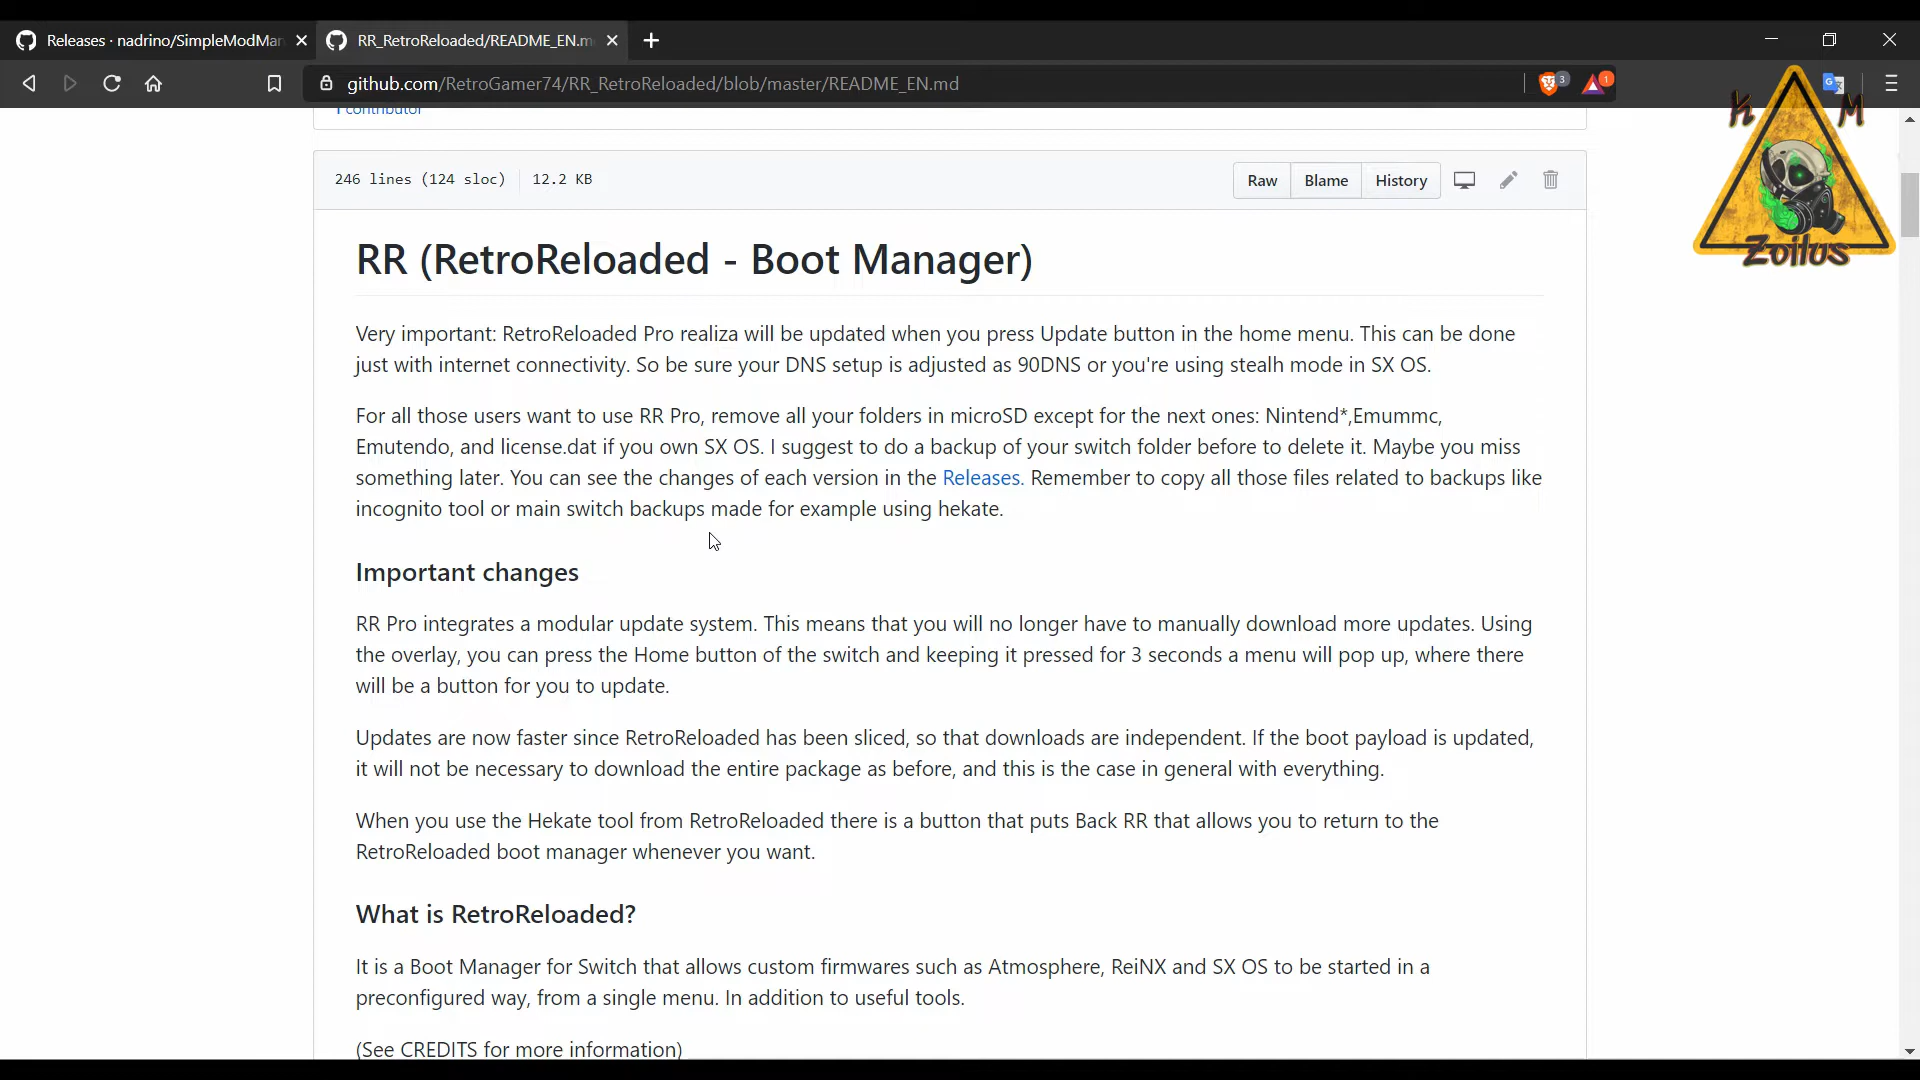 Releases · nadrino/SimpleModMan
RR_RetroReloaded/README_EN.m
github.com/RetroGamer74/RR_RetroReloaded/blob/master/README_EN.md
3
1
K M
Zoilus
1 contributor
246 lines (124 sloc) 12.2 KB
Raw Blame History
RR (RetroReloaded - Boot Manager)
Very important: RetroReloaded Pro realiza will be updated when you press Update button in the home menu. This can be done
just with internet connectivity. So be sure your DNS setup is adjusted as 90DNS or you're using stealh mode in SX OS.
For all those users want to use RR Pro, remove all your folders in microSD except for the next ones: Nintend*,Emummc,
Emutendo, and license.dat if you own SX OS. I suggest to do a backup of your switch folder before to delete it. Maybe you miss
something later. You can see the changes of each version in the Releases. Remember to copy all those files related to backups like
incognito tool or main switch backups made for example using hekate.
Important changes
RR Pro integrates a modular update system. This means that you will no longer have to manually download more updates. Using
the overlay, you can press the Home button of the switch and keeping it pressed for 3 seconds a menu will pop up, where there
will be a button for you to update.
Updates are now faster since RetroReloaded has been sliced, so that downloads are independent. If the boot payload is updated,
it will not be necessary to download the entire package as before, and this is the case in general with everything.
When you use the Hekate tool from RetroReloaded there is a button that puts Back RR that allows you to return to the
RetroReloaded boot manager whenever you want.
What is RetroReloaded?
It is a Boot Manager for Switch that allows custom firmwares such as Atmosphere, ReiNX and SX OS to be started in a
preconfigured way, from a single menu. In addition to useful tools.
(See CREDITS for more information)